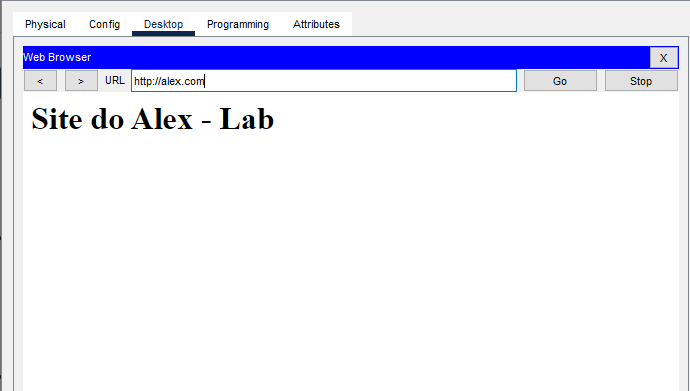 Physical Config Desktop Programming Attributes
Web Browser X
< > URL http://alex.com Go Stop
Site do Alex - Lab